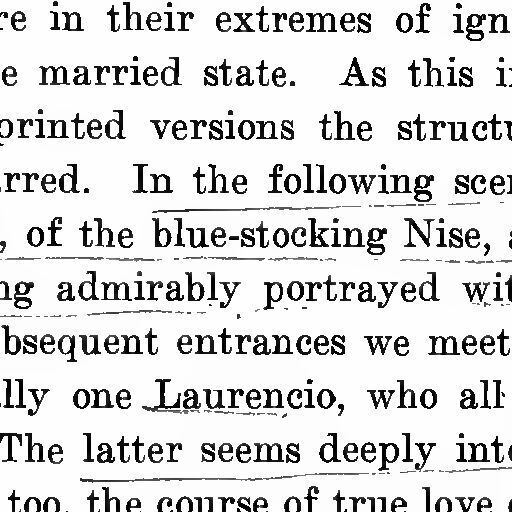 re in their extremes of ign
e married state. As this i
printed versions the struct
rred. In the following sce
, of the blue-stocking Nise,
ng admirably portrayed wit
bsequent entrances we meet
lly one Laurencio, who all
The latter seems deeply int
too, the course of true love